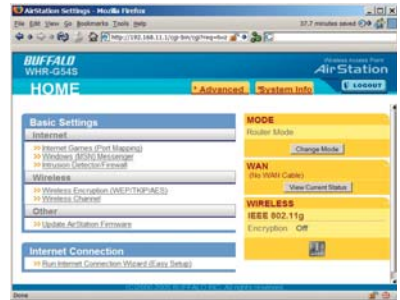 AirStation Settings - Mozilla Firefox
File Edit View Go Bookmarks Tools Help
37.7 minutes saved
BUFFALO
WHR-G54S
Wireless Access Point
AirStation
HOME
Advanced
System Info
LOGOUT
Basic Settings
Internet
Internet Games (Port Mapping)
Windows (MSN) Messenger
Intrusion Detector/Firewall
Wireless
Wireless Encryption (WEP/TKIP/AES)
Wireless Channel
Other
Update AirStation Firmware
Internet Connection
Run Internet Connection Wizard (Easy Setup)
MODE
Router Mode
Change Mode
WAN
(No WAN Cable)
View Current Status
WIRELESS
IEEE 802.11g
Encryption Off
Done